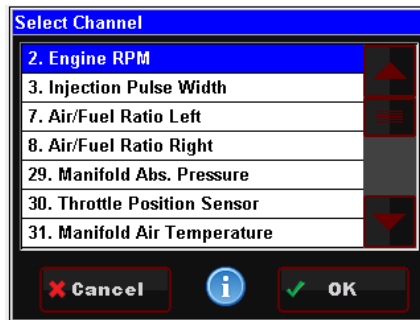 Select Channel
2. Engine RPM
3. Injection Pulse Width
7. Air/Fuel Ratio Left
8. Air/Fuel Ratio Right
29. Manifold Abs. Pressure
30. Throttle Position Sensor
31. Manifold Air Temperature
Cancel
i
OK